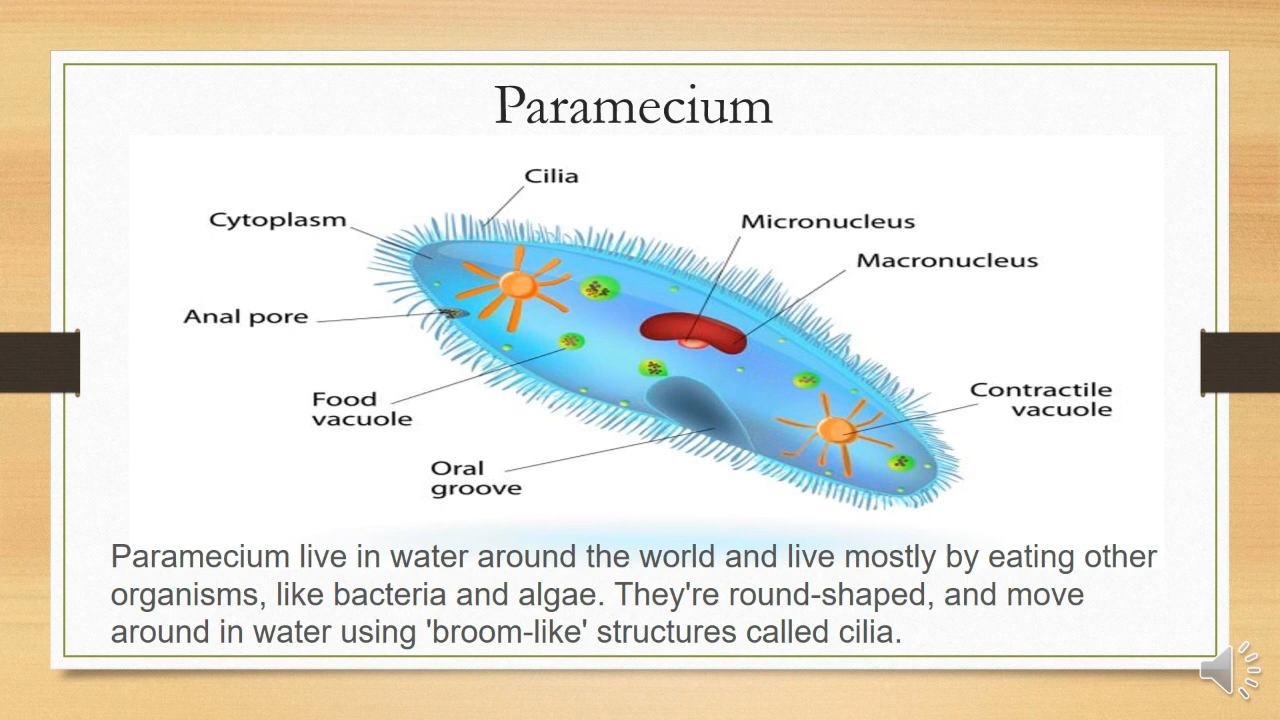 Paramecium
Cilia
Cytoplasm
Micronucleus
Macronucleus
Anal pore
Food
vacuole
Contractile
vacuole
Oral
groove
Paramecium live in water around the world and live mostly by eating other
organisms, like bacteria and algae. They're round-shaped, and move
around in water using 'broom-like' structures called cilia.